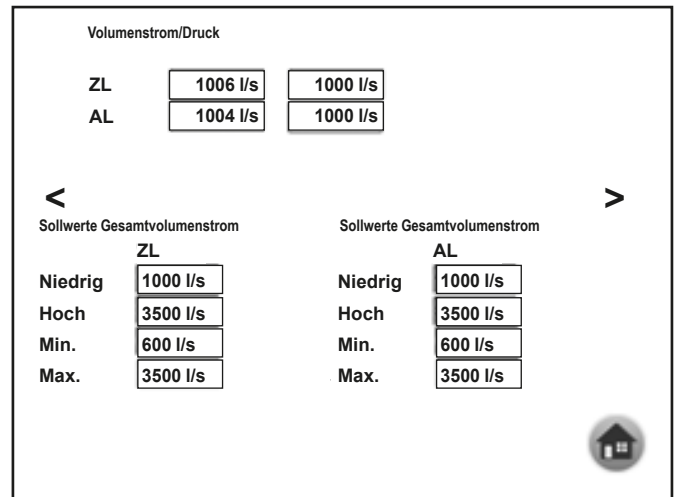 Volumenstrom/Druck
ZL 1006 l/s 1000 l/s
AL 1004 l/s 1000 l/s
< >
Sollwerte Gesamtvolumenstrom Sollwerte Gesamtvolumenstrom
ZL AL
Niedrig 1000 l/s Niedrig 1000 l/s
Hoch 3500 l/s Hoch 3500 l/s
Min. 600 l/s Min. 600 l/s
Max. 3500 l/s Max. 3500 l/s